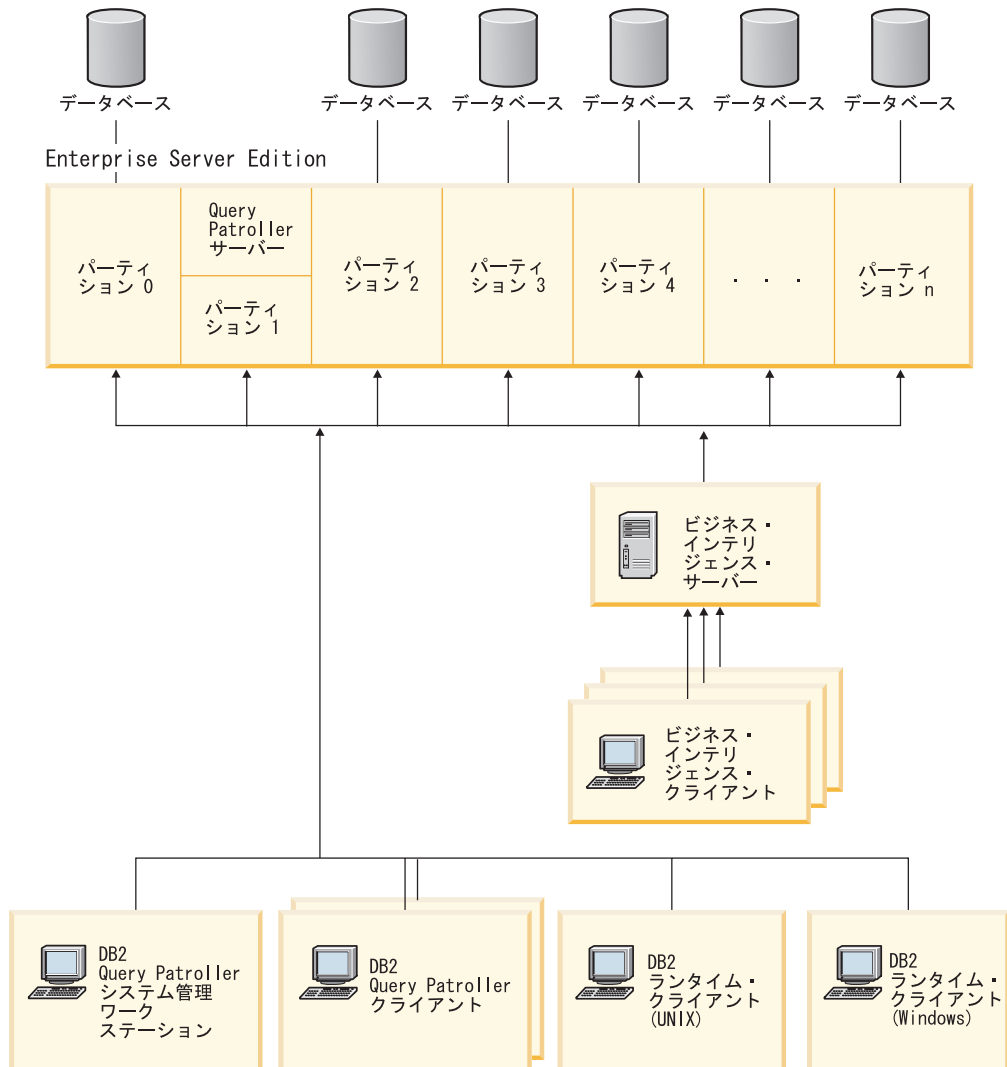 データベース
データベース
データベース
データベース
データベース
データベース
Enterprise Server Edition
パーティ
ション 0
Query
Patroller
サーバー
パーティ
ション 1
パーティ
ション 2
パーティ
ション 3
パーティ
ション 4
・ ・ ・
パーティ
ション n
ビジネス・
インテリ
ジェンス・
サーバー
ビジネス・
インテリ
ジェンス・
クライアント
DB2
Query Patroller
システム管理
ワーク
ステーション
DB2
Query Patroller
クライアント
DB2
ランタイム・
クライアント
(UNIX)
DB2
ランタイム・
クライアント
(Windows)